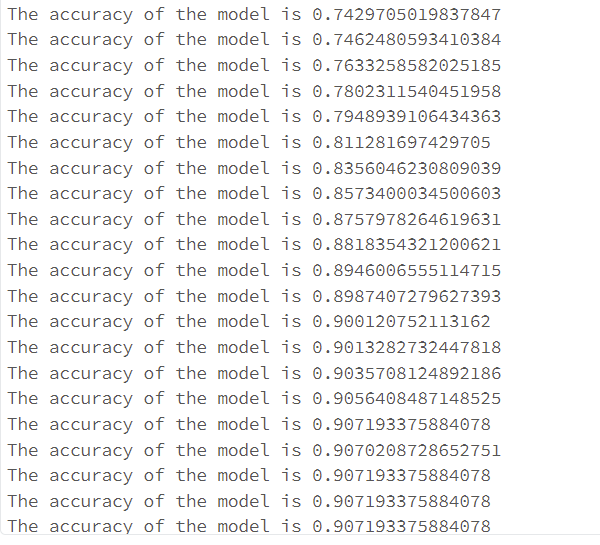 The accuracy of the model is 0.7429705019837847
The accuracy of the model is 0.7462480593410384
The accuracy of the model is 0.7633258582025185
The accuracy of the model is 0.7802311540451958
The accuracy of the model is 0.7948939106434363
The accuracy of the model is 0.811281697429705
The accuracy of the model is 0.8356046230809039
The accuracy of the model is 0.8573400034500603
The accuracy of the model is 0.8757978264619631
The accuracy of the model is 0.8818354321200621
The accuracy of the model is 0.8946006555114715
The accuracy of the model is 0.8987407279627393
The accuracy of the model is 0.900120752113162
The accuracy of the model is 0.9013282732447818
The accuracy of the model is 0.9035708124892186
The accuracy of the model is 0.9056408487148525
The accuracy of the model is 0.907193375884078
The accuracy of the model is 0.9070208728652751
The accuracy of the model is 0.907193375884078
The accuracy of the model is 0.907193375884078
The accuracy of the model is 0.907193375884078